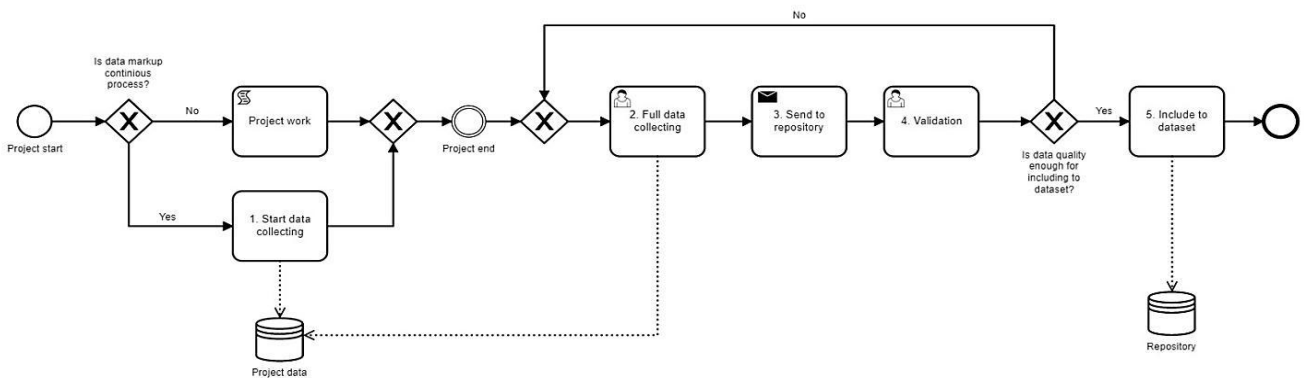 Is data markup
continious
process?
No
Project work
Project start
Yes
1. Start data
collecting
Project data
Project end
No
2. Full data
collecting
3. Send to
repository
4. Validation
Is data quality
enough for
including to
dataset?
Yes
5. Include to
dataset
Repository